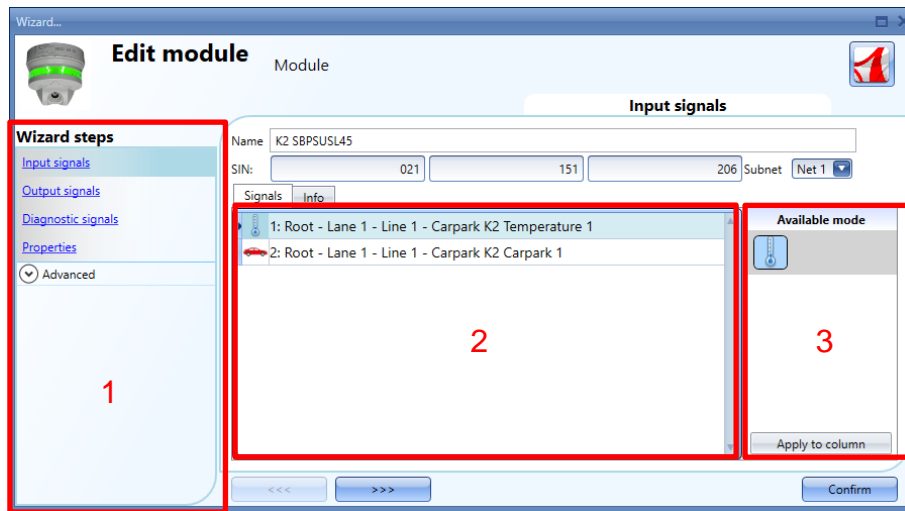 Wizard...
Edit module
Module
Input signals
Wizard steps
Input signals
Output signals
Diagnostic signals
Properties
Advanced
1
Name K2 SBPSUSL45
SIN: 021 151 206 Subnet Net 1
Signals Info
1: Root - Lane 1 - Line 1 - Carpark K2 Temperature 1
2: Root - Lane 1 - Line 1 - Carpark K2 Carpark 1
2
Available mode
3
Apply to column
<<< >>> Confirm